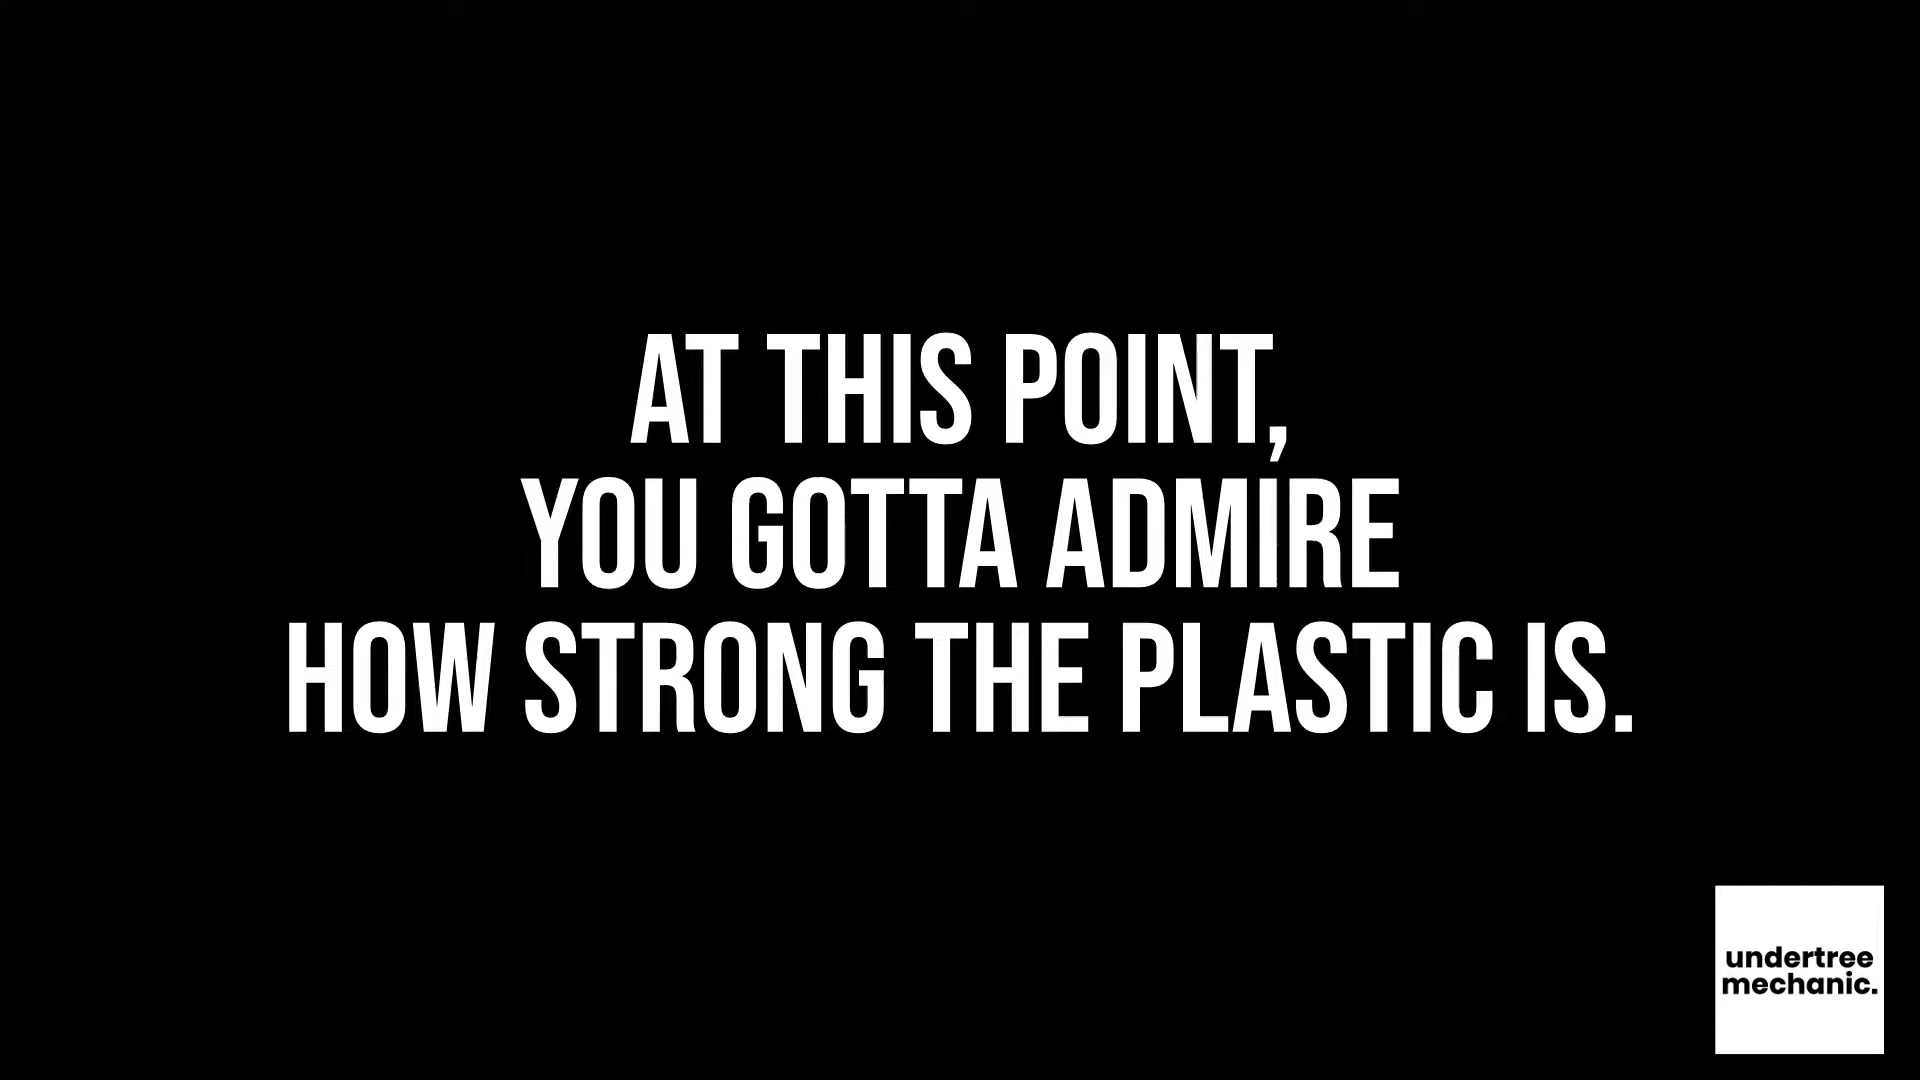 AT THIS POINT,
YOU GOTTA ADMIRE
HOW STRONG THE PLASTIC IS.
undertree
mechanic.